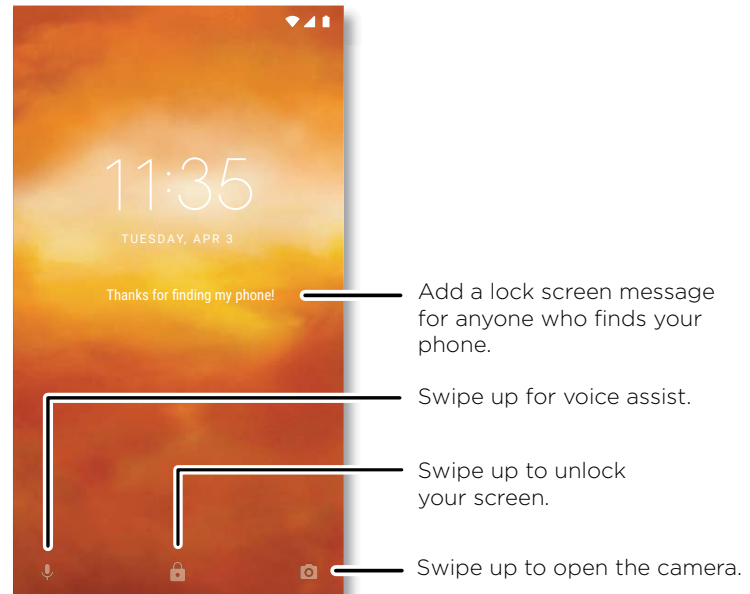 11:35
TUESDAY, APR 3
Thanks for finding my phone!
Add a lock screen message
for anyone who finds your
phone.
Swipe up for voice assist.
Swipe up to unlock
your screen.
Swipe up to open the camera.